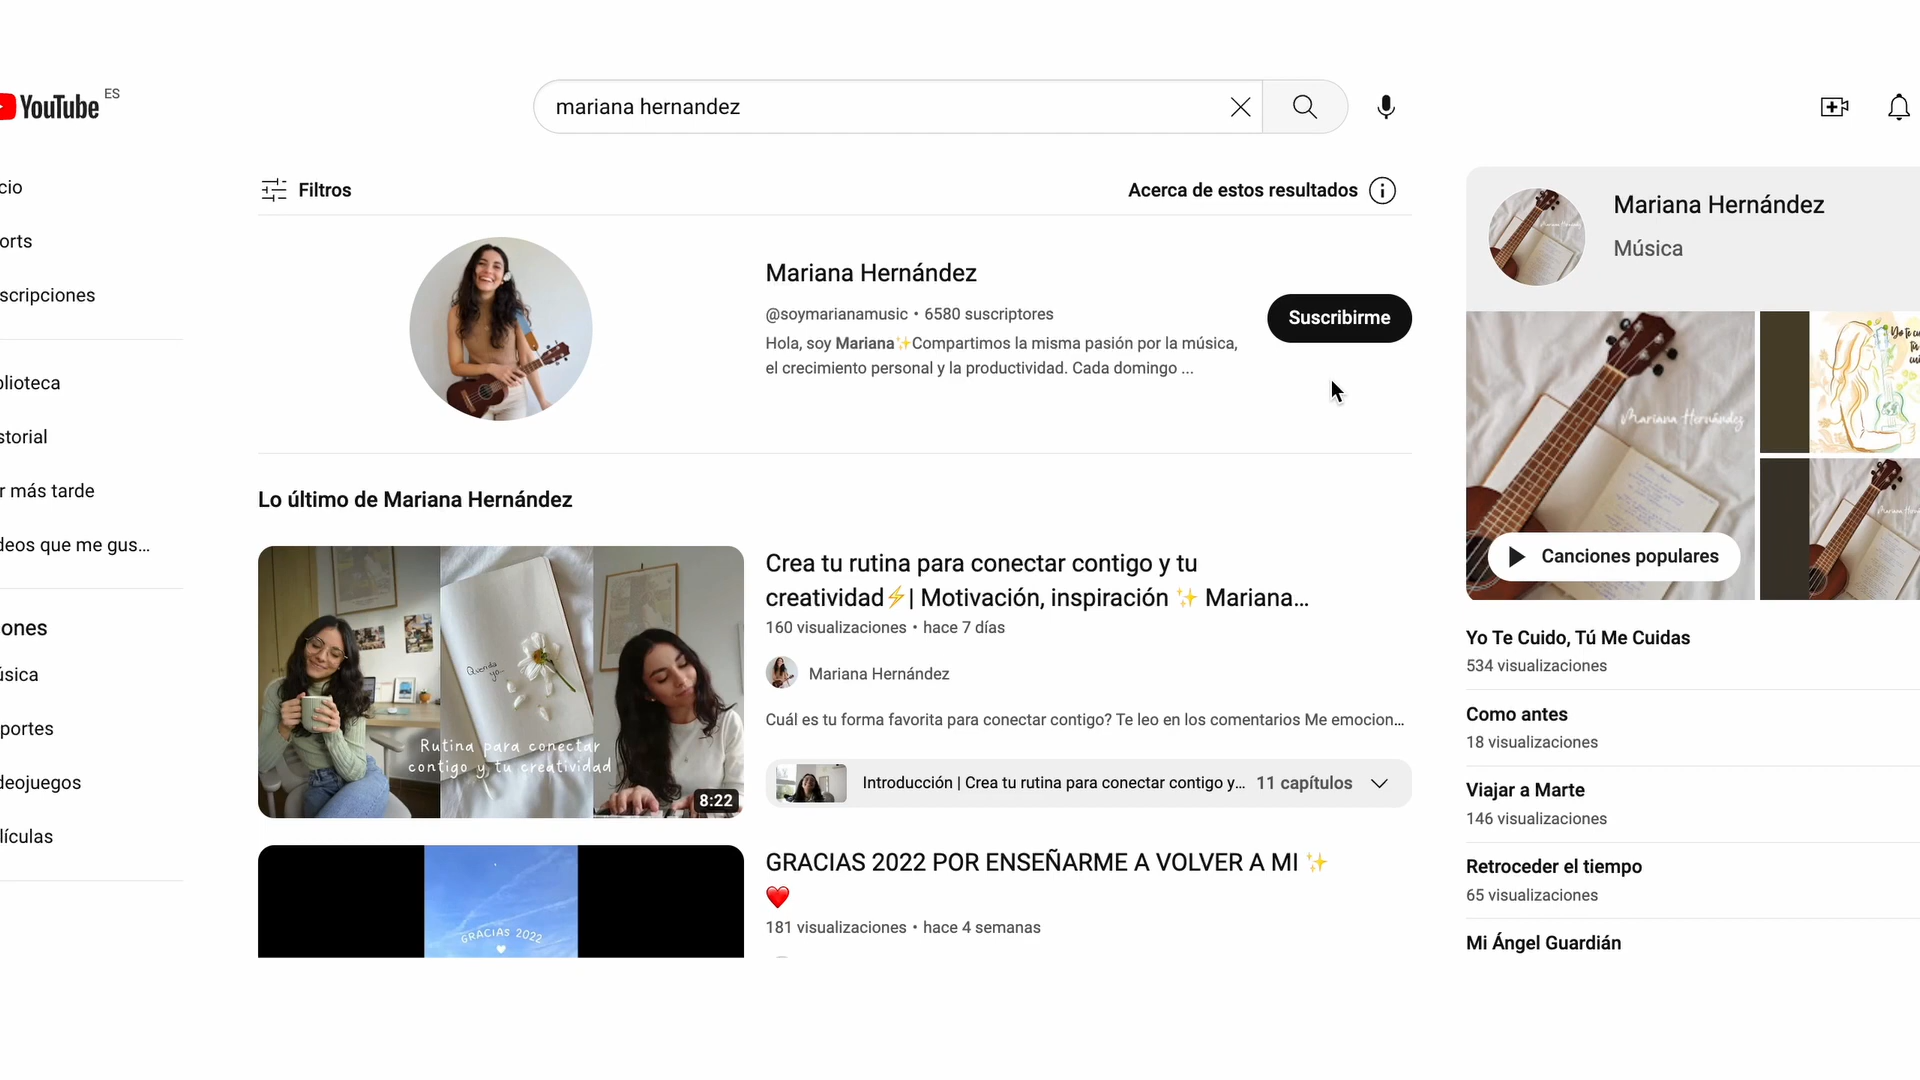 YouTube ES
mariana hernandez
cio
orts
scripciones
blioteca
storial
r más tarde
deos que me gus...
ones
úsica
portes
deojuegos
lículas
Filtros
Acerca de estos resultados
Mariana Hernández
@soymarianamusic • 6580 suscriptores
Hola, soy Mariana✨Compartimos la misma pasión por la música,
el crecimiento personal y la productividad. Cada domingo ...
Suscribirme
Lo último de Mariana Hernández
Querida
yo...
Rutina para conectar
contigo y tu creatividad
8:22
Crea tu rutina para conectar contigo y tu
creatividad⚡| Motivación, inspiración ✨ Mariana...
160 visualizaciones • hace 7 días
Mariana Hernández
Cuál es tu forma favorita para conectar contigo? Te leo en los comentarios Me emocion...
Introducción | Crea tu rutina para conectar contigo y... 11 capítulos
GRACIAS 2022
GRACIAS 2022 POR ENSEÑARME A VOLVER A MI ✨
❤️
181 visualizaciones • hace 4 semanas
Mariana Hernández
Música
Mariana Hernández
Canciones populares
Yo Te Cuido, Tú Me Cuidas
534 visualizaciones
Como antes
18 visualizaciones
Viajar a Marte
146 visualizaciones
Retroceder el tiempo
65 visualizaciones
Mi Ángel Guardián